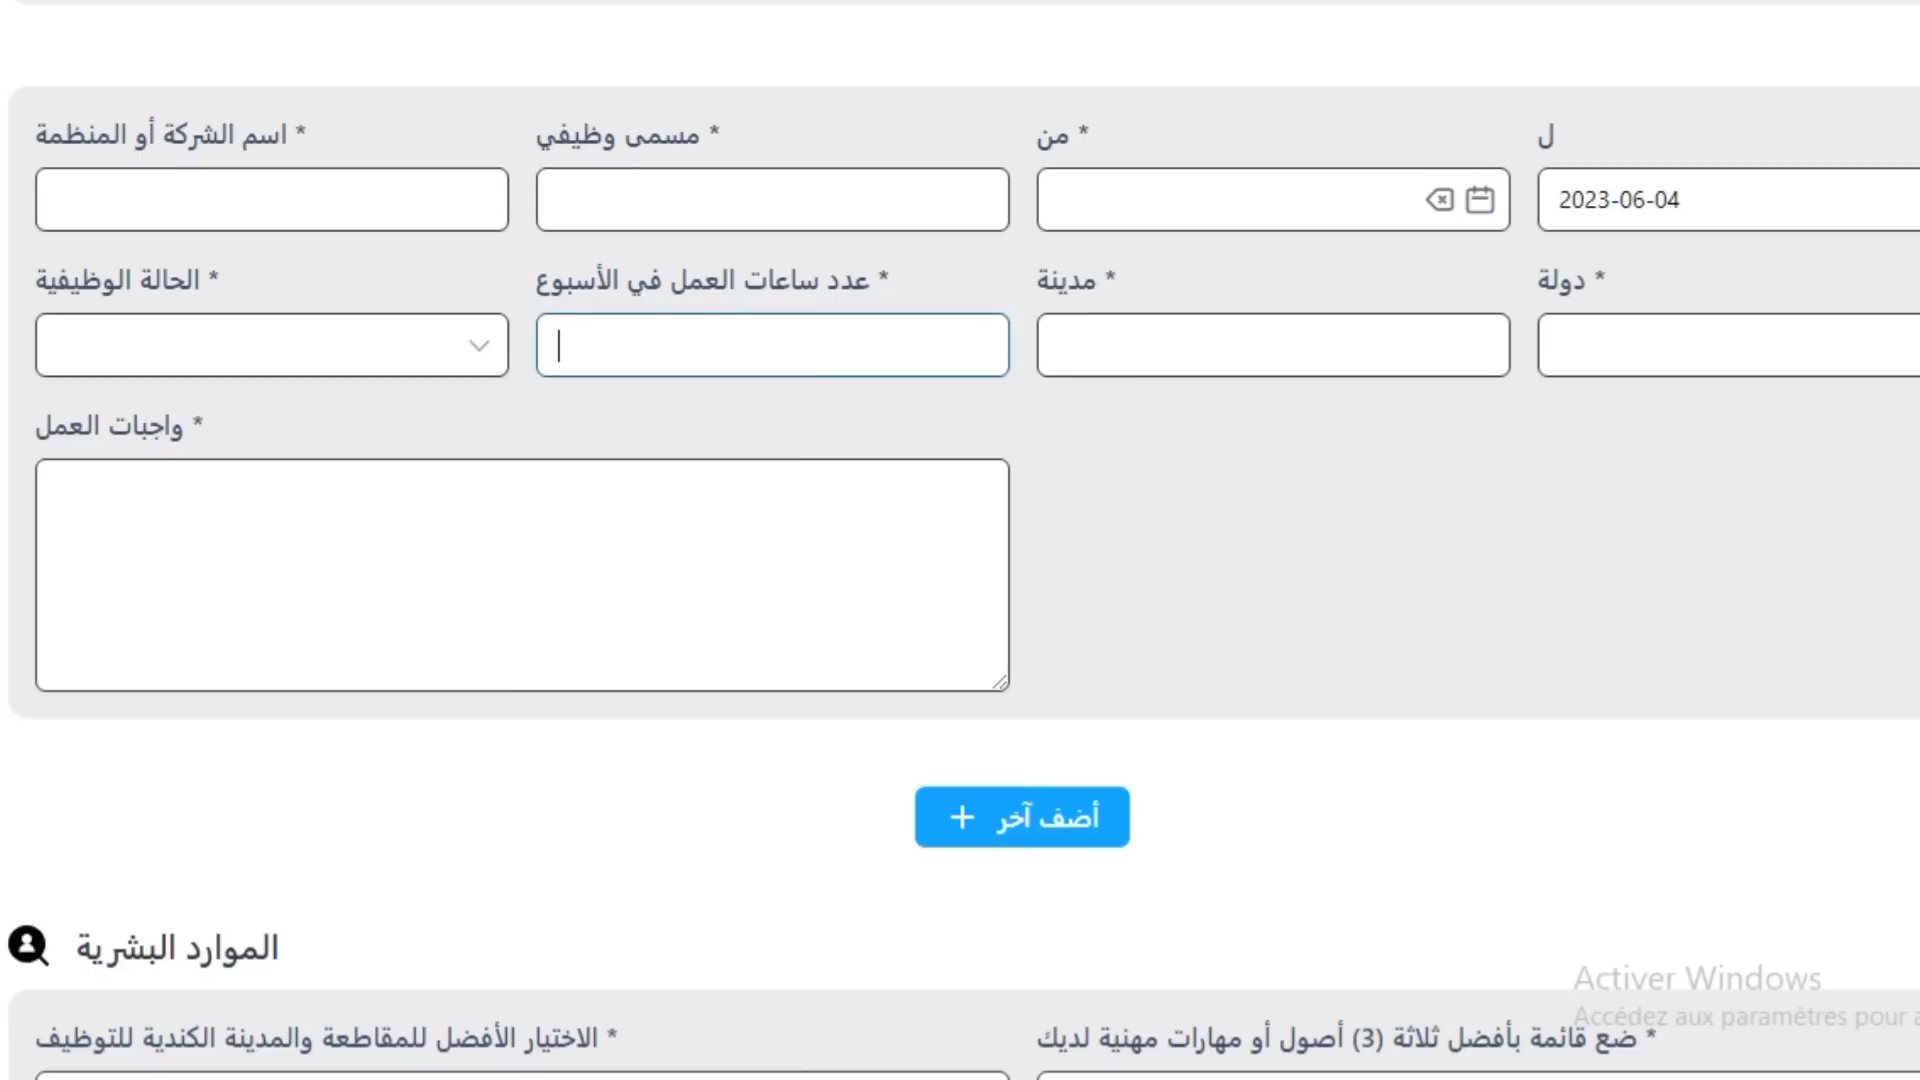 اسم الشركة أو المنظمة *
مسمى وظيفي *
من *
ل
2023-06-04
الحالة الوظيفية *
عدد ساعات العمل في الأسبوع *
مدينة *
دولة *
واجبات العمل *
أضف آخر +
الموارد البشرية
الاختيار الأفضل للمقاطعة والمدينة الكندية للتوظيف *
ضع قائمة بأفضل ثلاثة (3) أصول أو مهارات مهنية لديك *
Activer Windows
Accédez aux paramètres pour